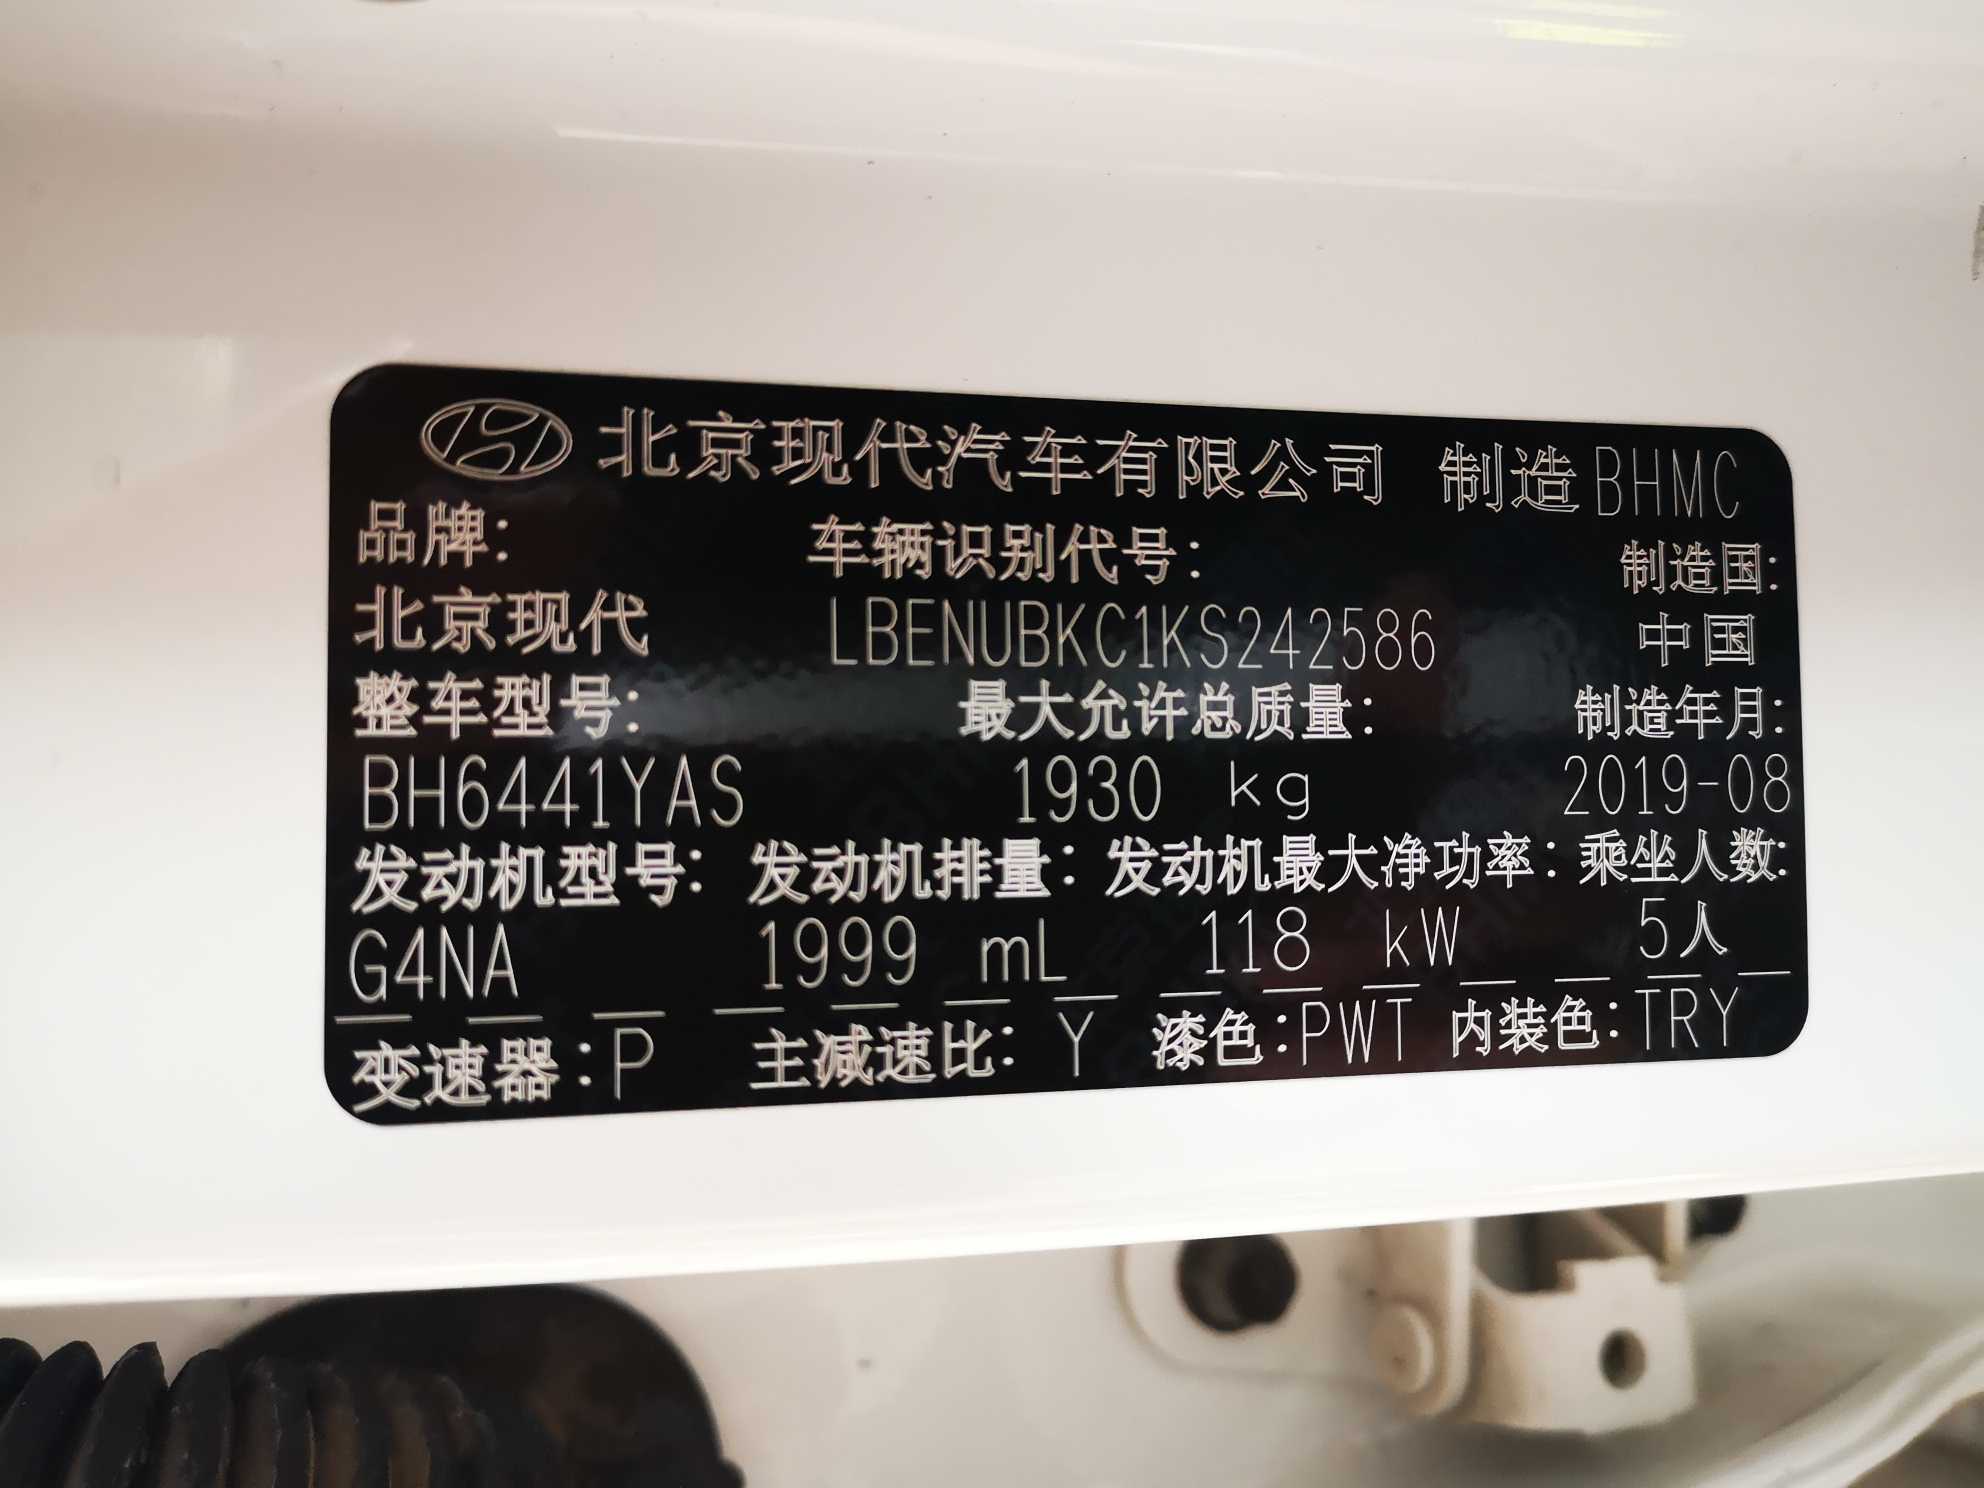 北京现代汽车有限公司 制造 BHMC
品牌: 车辆识别代号: 制造国:
北京现代 LBENUBKC1KS242586 中国
整车型号: 最大允许总质量: 制造年月:
BH6441YAS 1930 kg 2019-08
发动机型号: 发动机排量: 发动机最大净功率: 乘坐人数:
G4NA 1999 mL 118 kW 5人
变速器:P 主减速比: Y 漆色:PWT 内装色:TRY